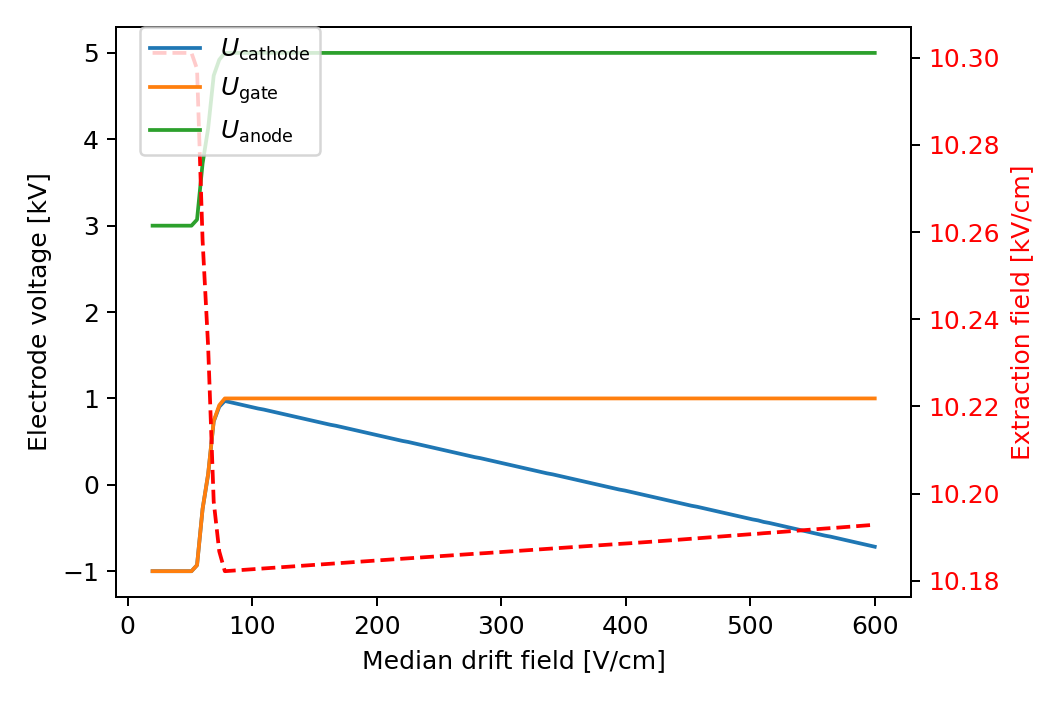 Electrode voltage [kV]
5
4
3
2
1
0
−1
U_cathode
U_gate
U_anode
10.30
10.28
10.26
10.24
10.22
10.20
10.18
Extraction field [kV/cm]
0 100 200 300 400 500 600
Median drift field [V/cm]